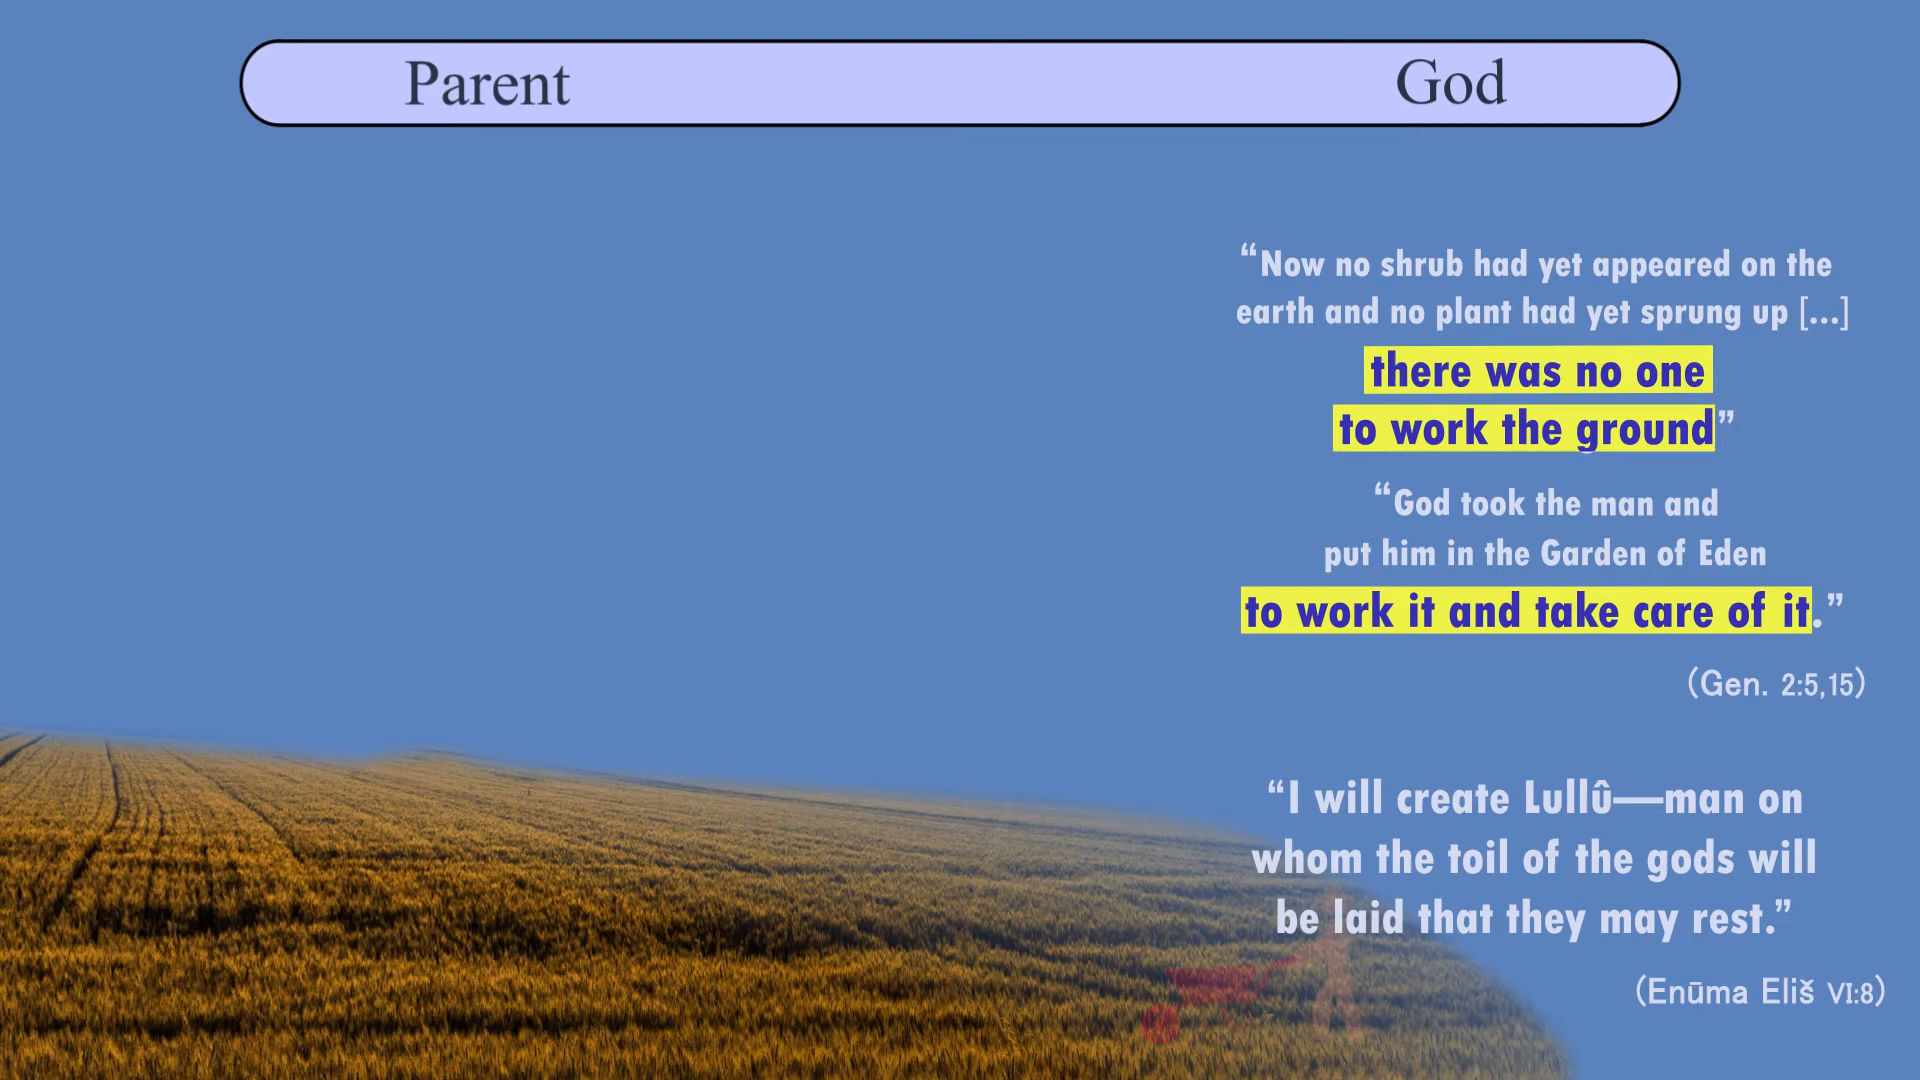 Parent
God
“Now no shrub had yet appeared on the
earth and no plant had yet sprung up [...]
there was no one
to work the ground”
“God took the man and
put him in the Garden of Eden
to work it and take care of it.”
(Gen. 2:5,15)
“I will create Lullû—man on
whom the toil of the gods will
be laid that they may rest.”
(Enūma Eliš VI:8)